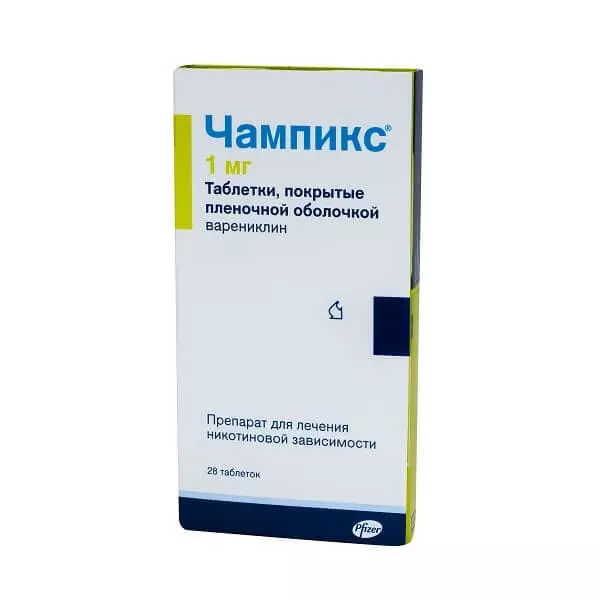 Чампикс®
1 мг
Таблетки, покрытые
пленочной оболочкой
варениклин
Препарат для лечения
никотиновой зависимости
28 таблеток
Pfizer